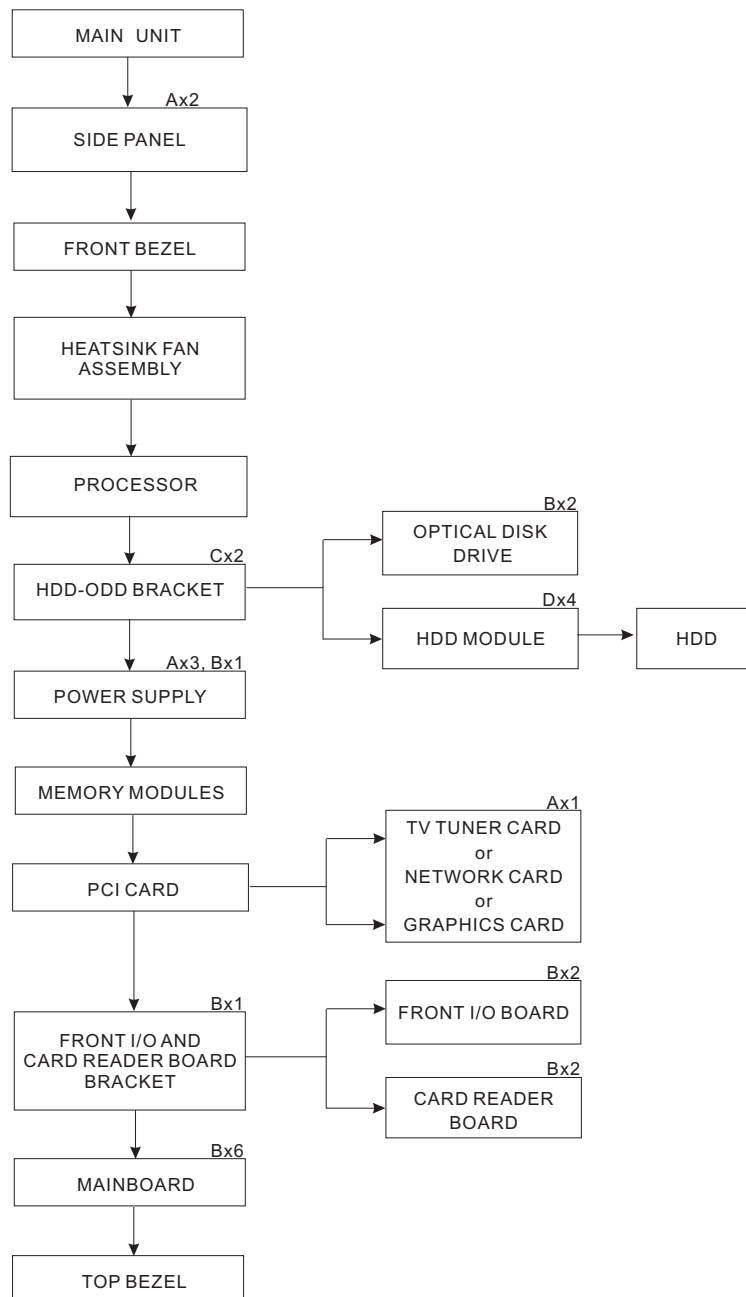 MAIN UNIT
Ax2
SIDE PANEL
FRONT BEZEL
HEATSINK FAN
ASSEMBLY
PROCESSOR
Cx2
HDD-ODD BRACKET
Bx2
OPTICAL DISK
DRIVE
Dx4
HDD MODULE
HDD
Ax3, Bx1
POWER SUPPLY
MEMORY MODULES
PCI CARD
Ax1
TV TUNER CARD
or
NETWORK CARD
or
GRAPHICS CARD
Bx1
FRONT I/O AND
CARD READER BOARD
BRACKET
Bx2
FRONT I/O BOARD
Bx2
CARD READER
BOARD
Bx6
MAINBOARD
TOP BEZEL